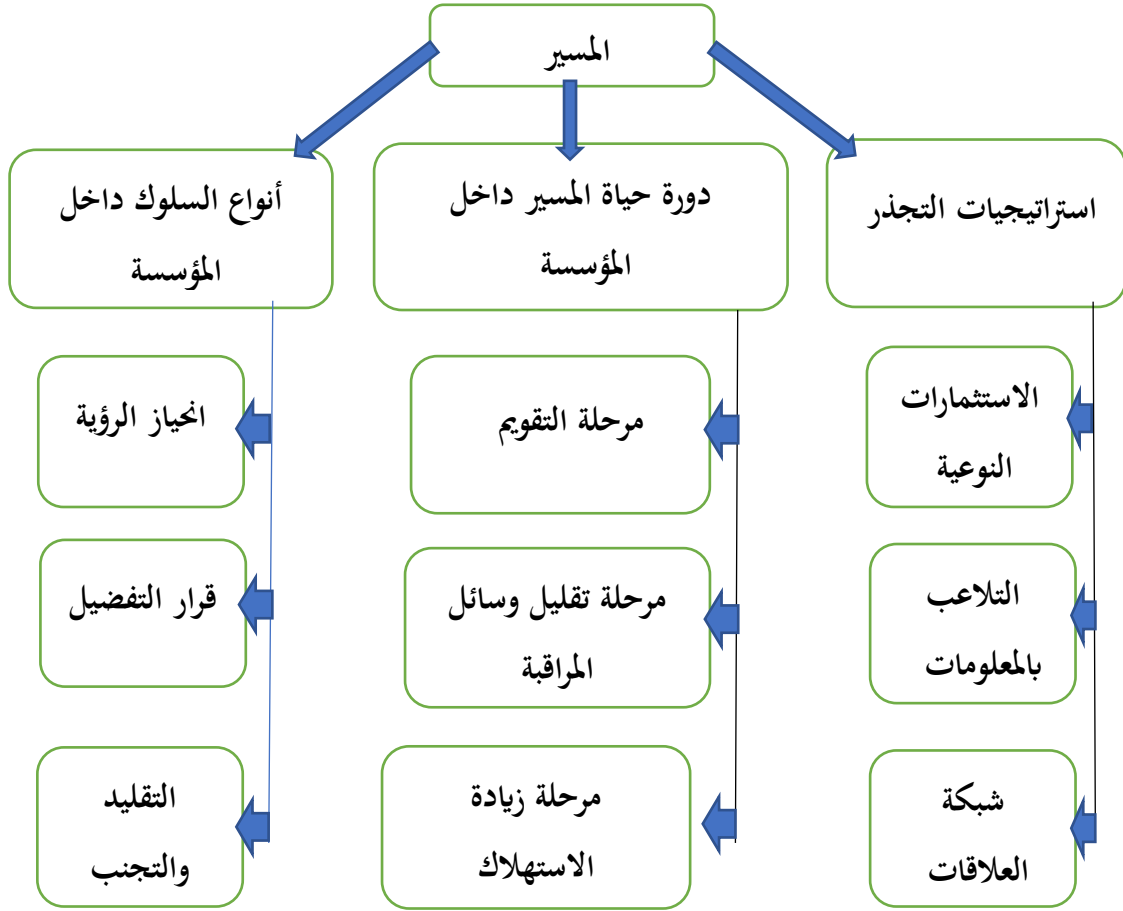 المسير
استراتيجيات التجذر
دورة حياة المسير داخل
المؤسسة
أنواع السلوك داخل
المؤسسة
الاستثمارات
النوعية
التلاعب
بالمعلومات
شبكة
العلاقات
مرحلة التقويم
مرحلة تقليل وسائل
المراقبة
مرحلة زيادة
الاستهلاك
انحياز الرؤية
قرار التفضيل
التقليد
والتجنب